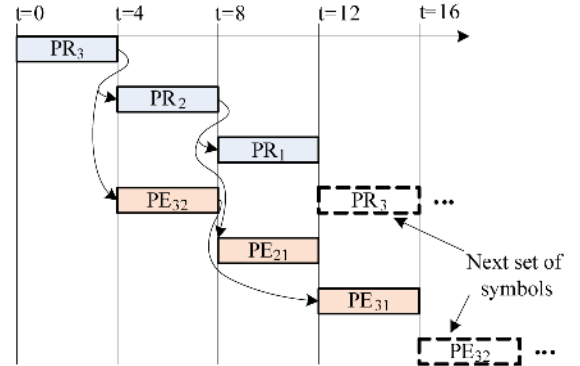 t=0 t=4 t=8 t=12 t=16
PR₃
PR₂
PR₁
PE₃₂ PR₃ ...
PE₂₁
Next set of
symbols
PE₃₁
PE₃₂ ...